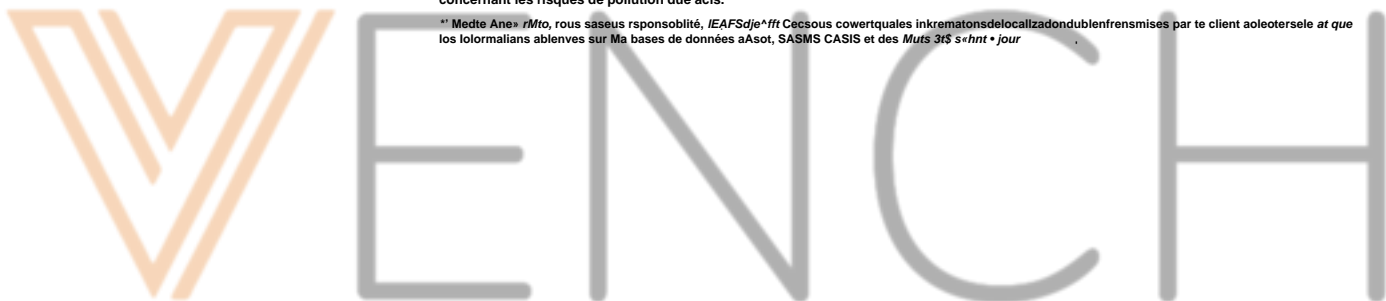 concernant les risques de pollution due acis.
*' Medte Ane» rMto, rous saseus rsponsoblité, IEAFSdje^fft Cecsous cowertquales inkrematonsdelocallzadondublenfrensmises par te client aoleotersele at que
los lolormalians ablenves sur Ma bases de données aAsot, SASMS CASIS et des Muts 3t$ s«hnt • jour
VENCH